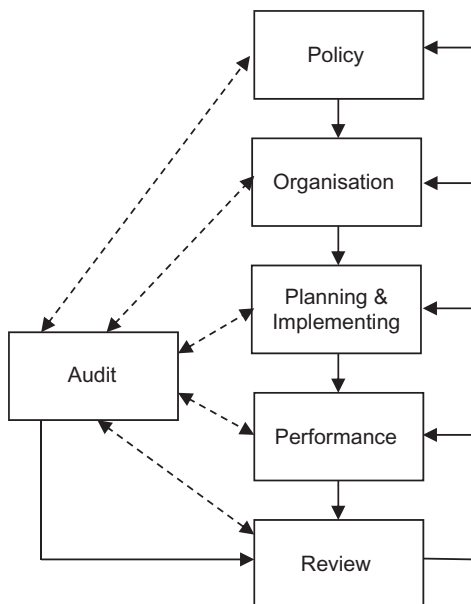 Policy
Organisation
Planning &
Implementing
Audit
Performance
Review